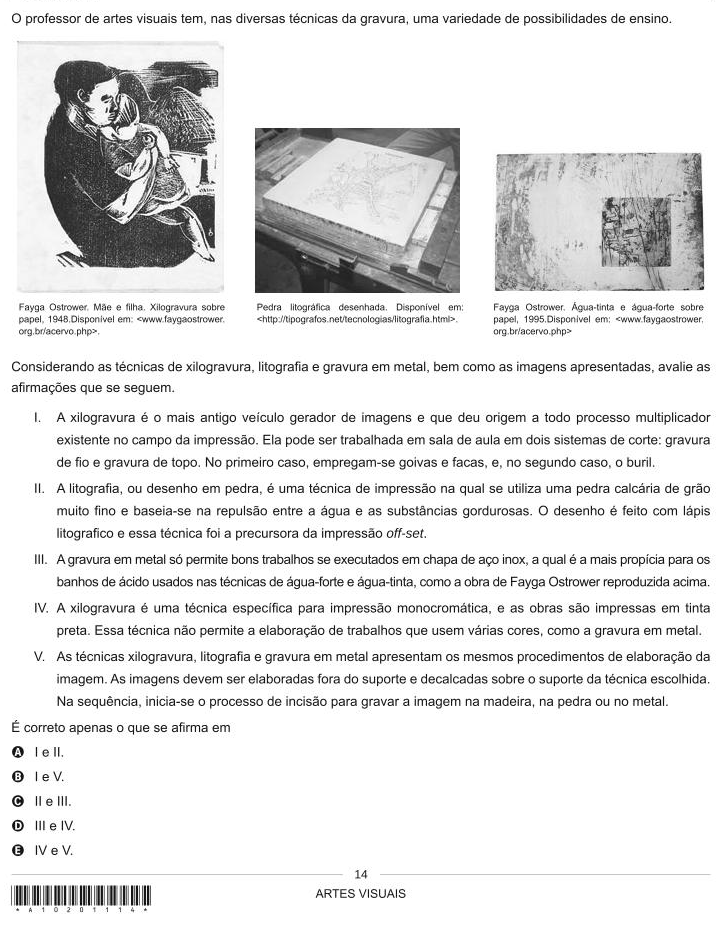 O professor de artes visuais tem, nas diversas técnicas da gravura, uma variedade de possibilidades de ensino.
Fayga Ostrower. Mãe e filha. Xilogravura sobre
papel, 1948.Disponível em: <www.faygaostrower.
org.br/acervo.php>.
Pedra litográfica desenhada. Disponível em:
<http://tipografos.net/tecnologias/litografia.html>.
Fayga Ostrower. Água-tinta e água-forte sobre
papel, 1995.Disponível em: <www.faygaostrower.
org.br/acervo.php>
Considerando as técnicas de xilogravura, litografia e gravura em metal, bem como as imagens apresentadas, avalie as
afirmações que se seguem.
I. A xilogravura é o mais antigo veículo gerador de imagens e que deu origem a todo processo multiplicador
existente no campo da impressão. Ela pode ser trabalhada em sala de aula em dois sistemas de corte: gravura
de fio e gravura de topo. No primeiro caso, empregam-se goivas e facas, e, no segundo caso, o buril.
II. A litografia, ou desenho em pedra, é uma técnica de impressão na qual se utiliza uma pedra calcária de grão
muito fino e baseia-se na repulsão entre a água e as substâncias gordurosas. O desenho é feito com lápis
litografico e essa técnica foi a precursora da impressão off-set.
III. A gravura em metal só permite bons trabalhos se executados em chapa de aço inox, a qual é a mais propícia para os
banhos de ácido usados nas técnicas de água-forte e água-tinta, como a obra de Fayga Ostrower reproduzida acima.
IV. A xilogravura é uma técnica específica para impressão monocromática, e as obras são impressas em tinta
preta. Essa técnica não permite a elaboração de trabalhos que usem várias cores, como a gravura em metal.
V. As técnicas xilogravura, litografia e gravura em metal apresentam os mesmos procedimentos de elaboração da
imagem. As imagens devem ser elaboradas fora do suporte e decalcadas sobre o suporte da técnica escolhida.
Na sequência, inicia-se o processo de incisão para gravar a imagem na madeira, na pedra ou no metal.
É correto apenas o que se afirma em
A I e II.
B I e V.
C II e III.
D III e IV.
E IV e V.
14
ARTES VISUAIS
* A 1 0 2 0 1 1 1 4 *